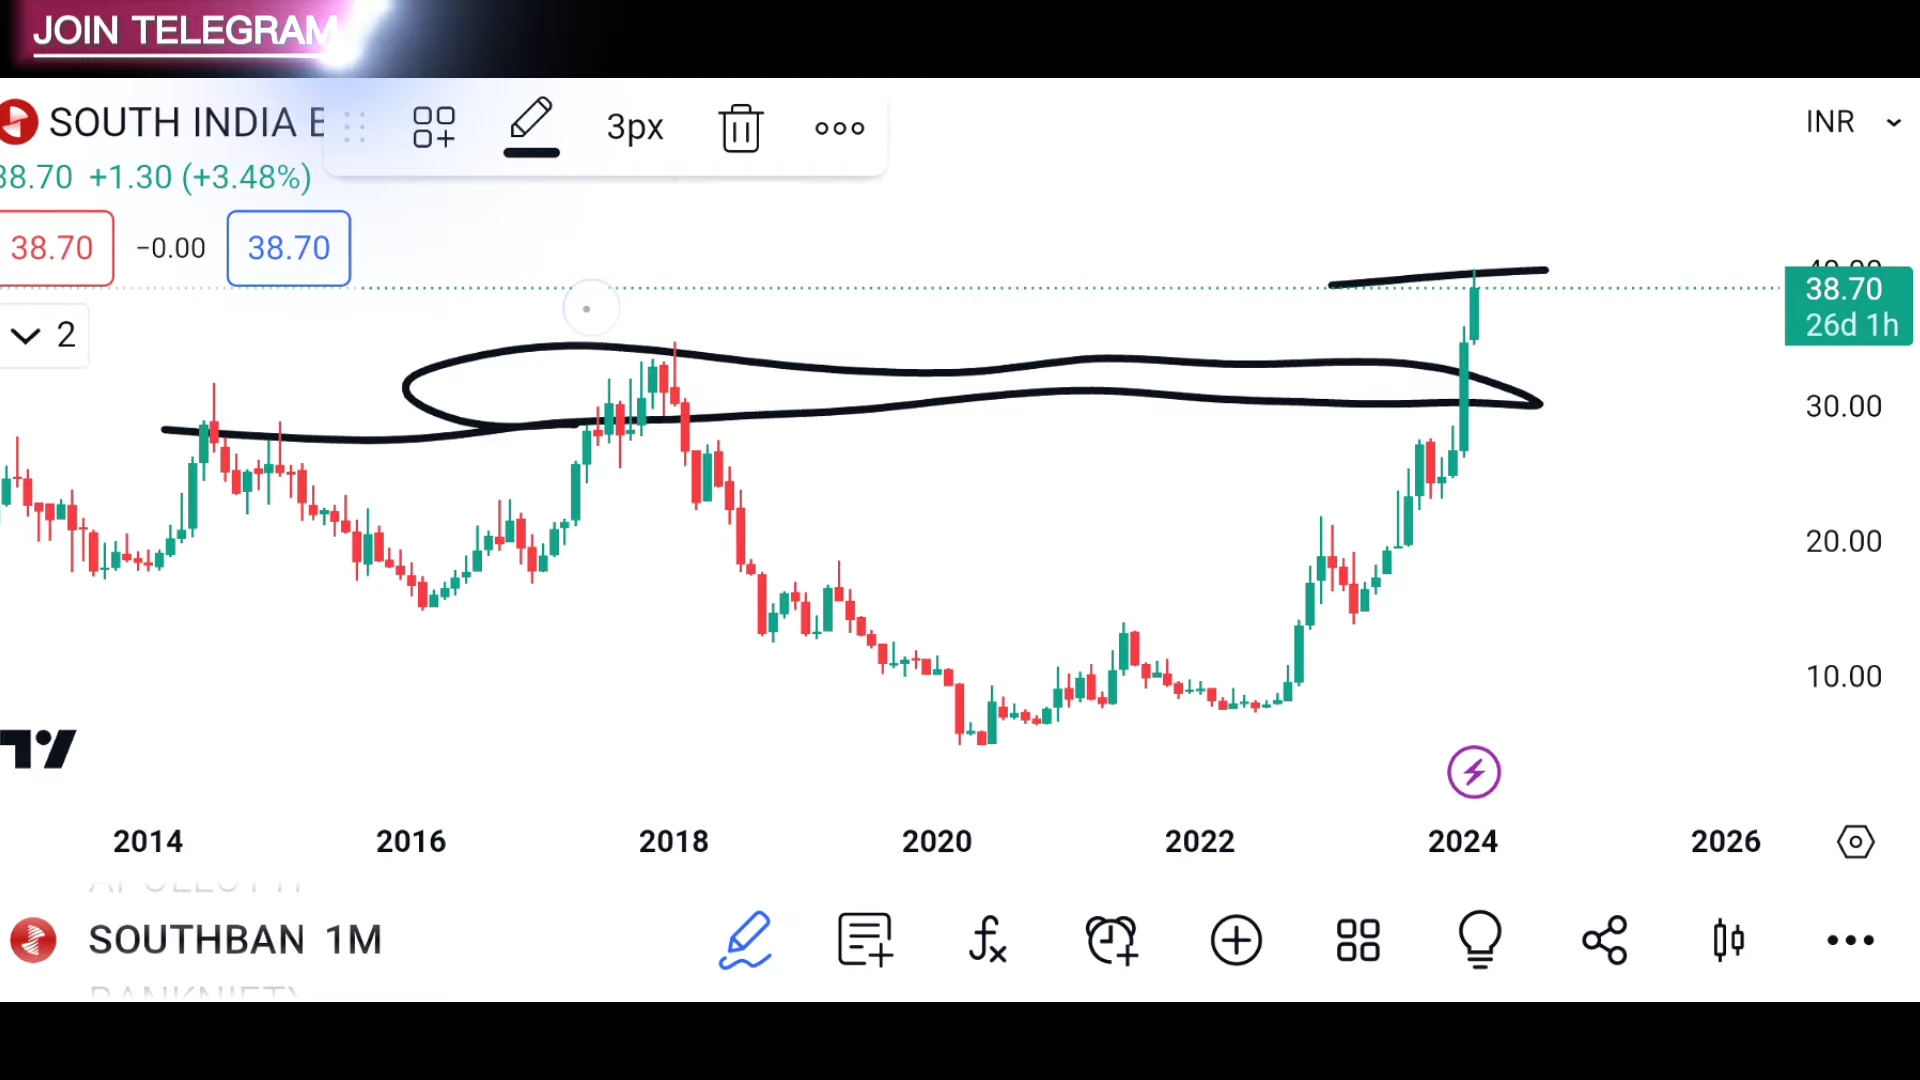 JOIN TELEGRAM
SOUTH INDIA
3px
INR
38.70 +1.30 (+3.48%)
38.70 −0.00 38.70
2
38.70
26d 1h
30.00
20.00
10.00
2014 2016 2018 2020 2022 2024 2026
SOUTHBAN 1M